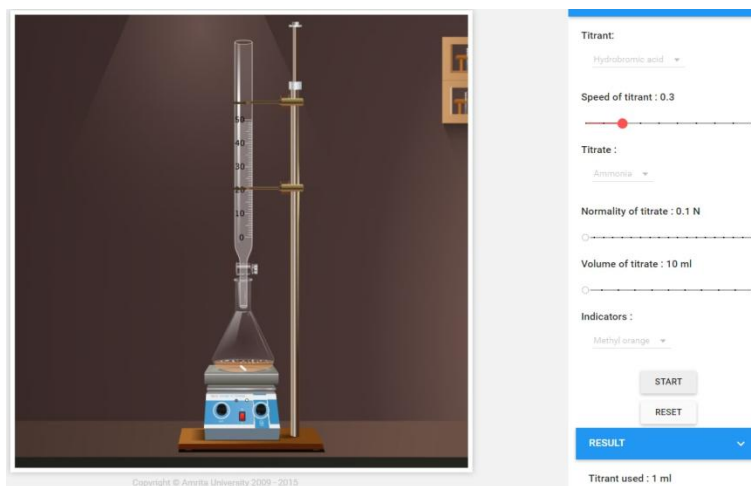 50
40
30
20
10
0
Copyright © Amrita University 2009 - 2015
Titrant:
Hydrobromic acid
Speed of titrant : 0.3
Titrate :
Ammonia
Normality of titrate : 0.1 N
Volume of titrate : 10 ml
Indicators :
Methyl orange
START
RESET
RESULT
Titrant used : 1 ml